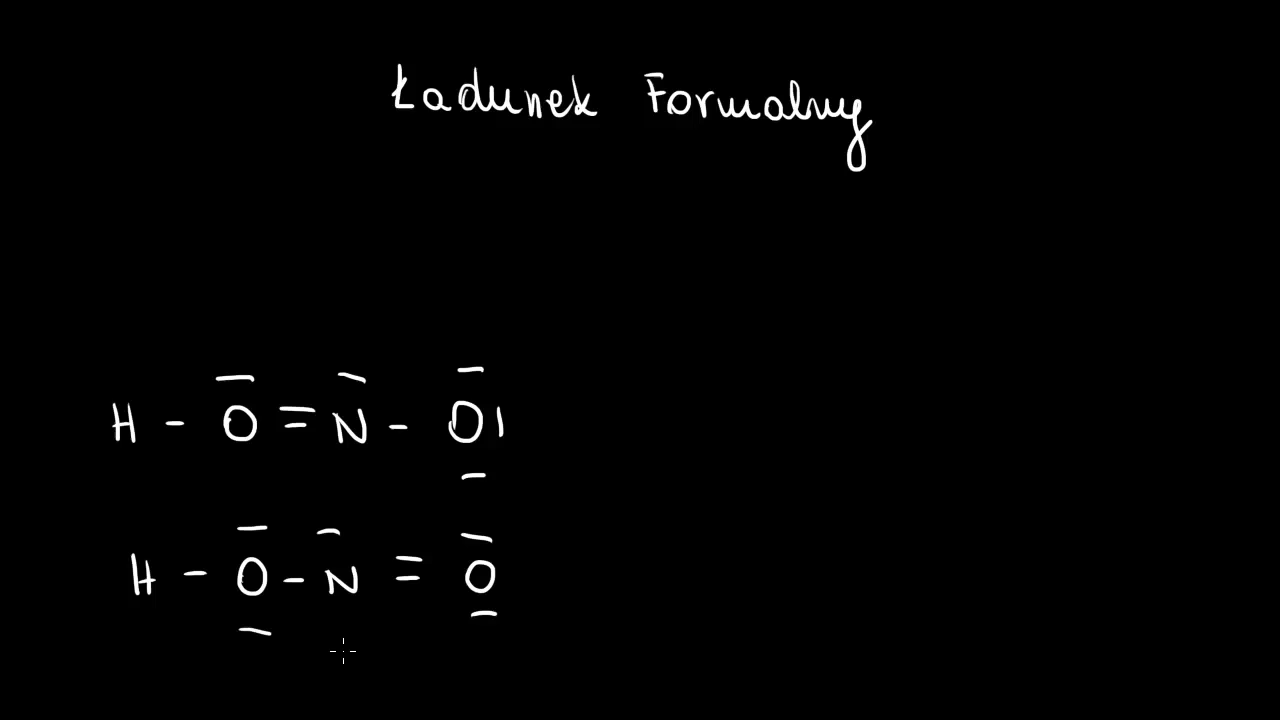 Ładunek Formalny
H - O = N - O|
H - O - N = O